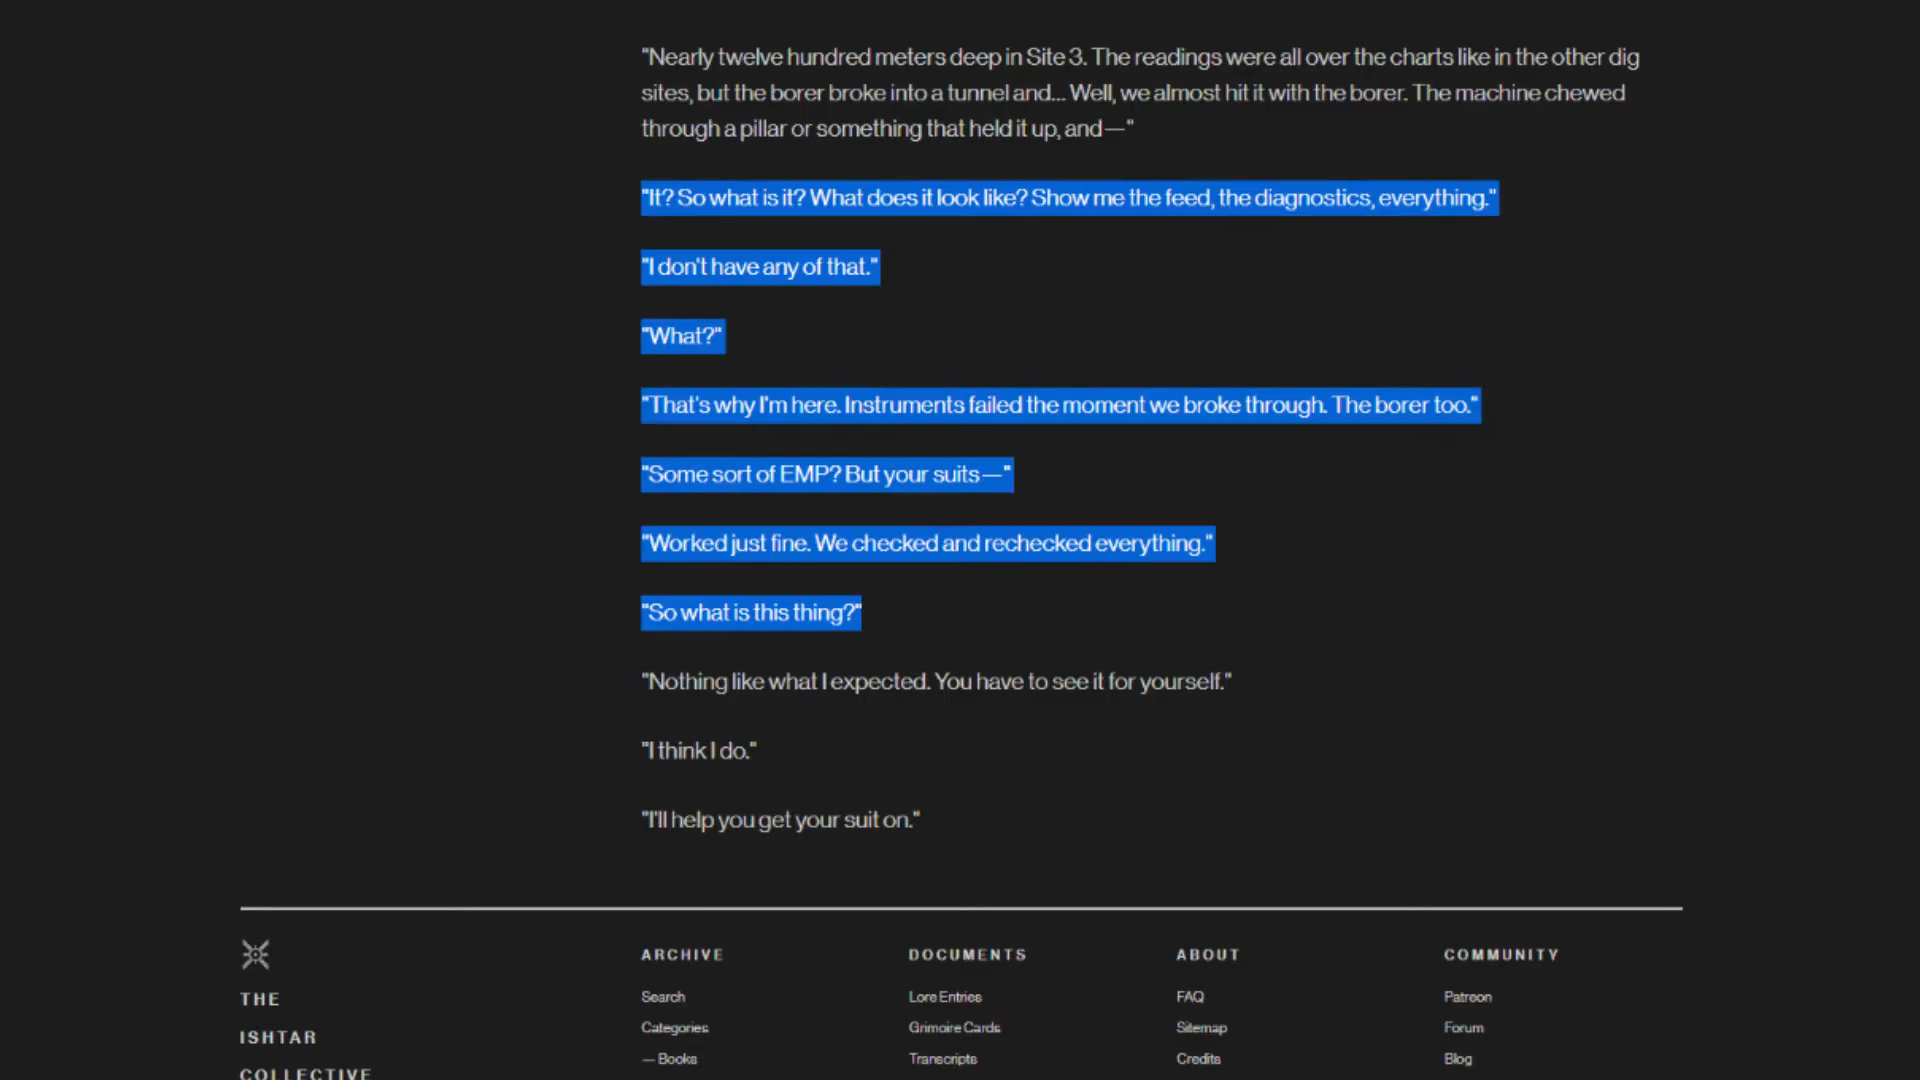 "Nearly twelve hundred meters deep in Site 3. The readings were all over the charts like in the other dig
sites, but the borer broke into a tunnel and... Well, we almost hit it with the borer. The machine chewed
through a pillar or something that held it up, and—"
"It? So what is it? What does it look like? Show me the feed, the diagnostics, everything."
"I don't have any of that."
"What?"
"That's why I'm here. Instruments failed the moment we broke through. The borer too."
"Some sort of EMP? But your suits—"
"Worked just fine. We checked and rechecked everything."
"So what is this thing?"
"Nothing like what I expected. You have to see it for yourself."
"I think I do."
"I'll help you get your suit on."
THE
ISHTAR
COLLECTIVE
ARCHIVE
Search
Categories
— Books
DOCUMENTS
Lore Entries
Grimoire Cards
Transcripts
ABOUT
FAQ
Sitemap
Credits
COMMUNITY
Patreon
Forum
Blog